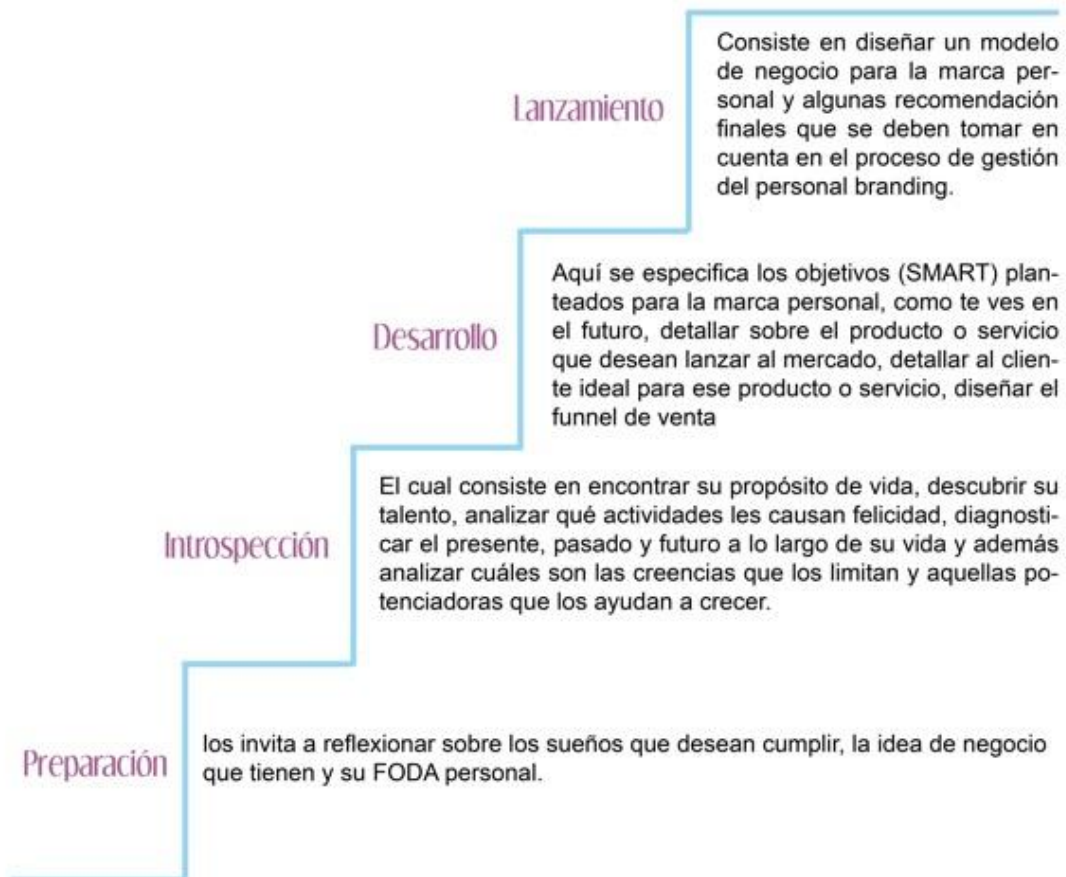 Lanzamiento
Consiste en diseñar un modelo
de negocio para la marca per-
sonal y algunas recomendación
finales que se deben tomar en
cuenta en el proceso de gestión
del personal branding.
Desarrollo
Aquí se especifica los objetivos (SMART) plan-
teados para la marca personal, como te ves en
el futuro, detallar sobre el producto o servicio
que desean lanzar al mercado, detallar al clien-
te ideal para ese producto o servicio, diseñar el
funnel de venta
Introspección
El cual consiste en encontrar su propósito de vida, descubrir su
talento, analizar qué actividades les causan felicidad, diagnosti-
car el presente, pasado y futuro a lo largo de su vida y además
analizar cuáles son las creencias que los limitan y aquellas po-
tenciadoras que los ayudan a crecer.
Preparación
los invita a reflexionar sobre los sueños que desean cumplir, la idea de negocio
que tienen y su FODA personal.